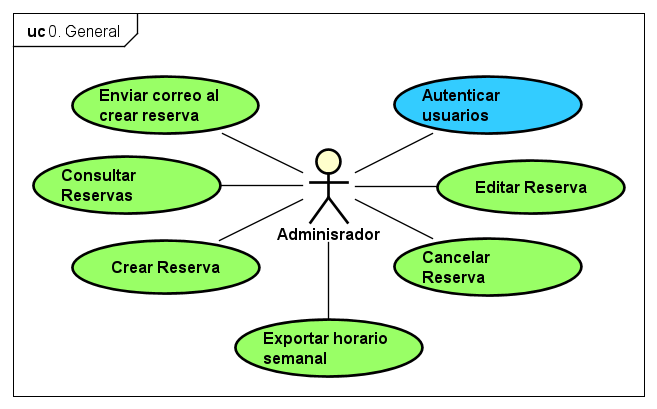 uc 0. General
Enviar correo al
crear reserva
Autenticar
usuarios
Consultar
Reservas
Editar Reserva
Adminisrador
Crear Reserva
Cancelar
Reserva
Exportar horario
semanal